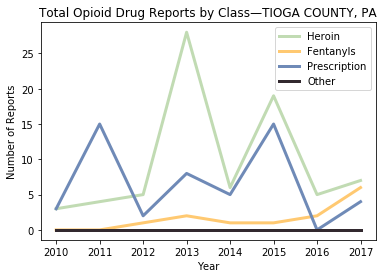 Total Opioid Drug Reports by Class—TIOGA COUNTY, PA
Heroin
Fentanyls
Prescription
Other
Number of Reports
25
20
15
10
5
0
2010 2011 2012 2013 2014 2015 2016 2017
Year